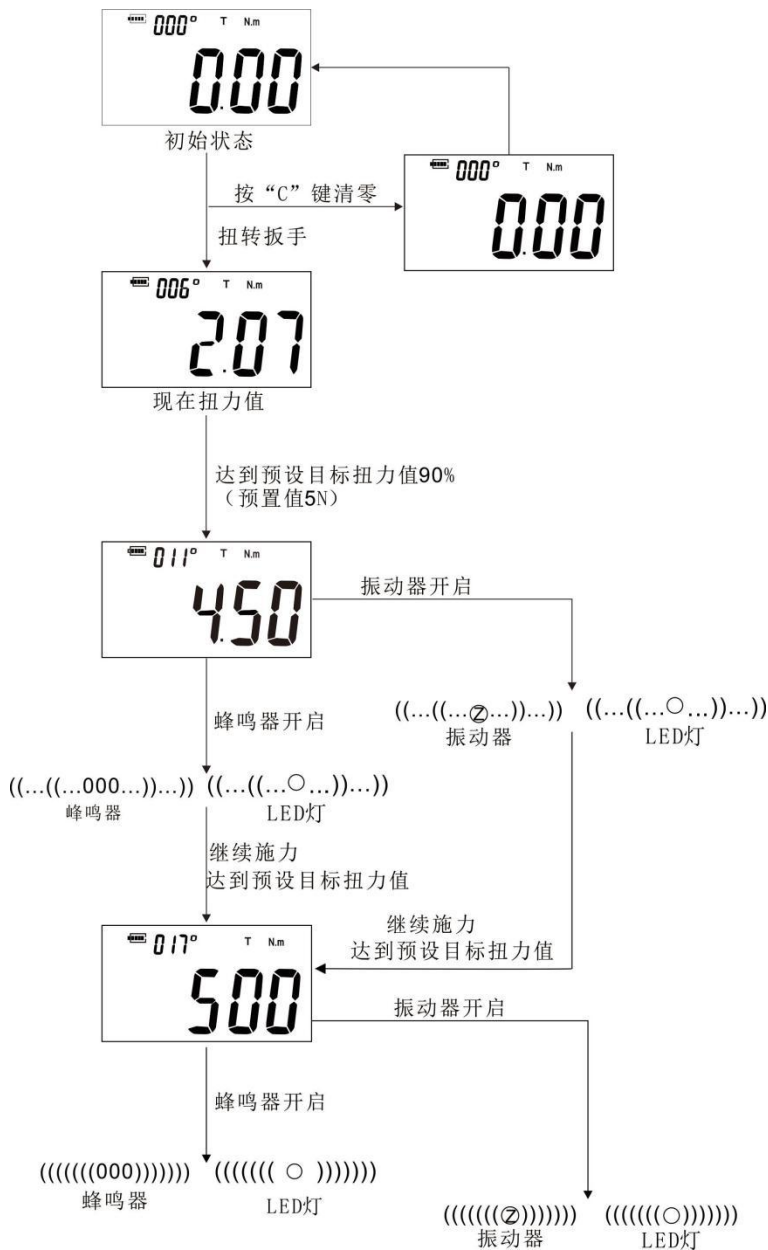 000° T N.m
0.00
初始状态
000° T N.m
0.00
按“C”键清零
扭转扳手
006° T N.m
2.07
现在扭力值
达到预设目标扭力值90%
（预置值5N）
011° T N.m
4.50
振动器开启
蜂鸣器开启
((...((...Ⓩ...))...)) ((...((...○...))...))
振动器 LED灯
((...((...000...))...)) ((...((...○...))...))
峰鸣器 LED灯
继续施力
达到预设目标扭力值
继续施力
达到预设目标扭力值
017° T N.m
500
振动器开启
蜂鸣器开启
(((((((000))))))) ((((((( ○ )))))))
蜂鸣器 LED灯
(((((((Ⓩ))))))) (((((((○)))))))
振动器 LED灯